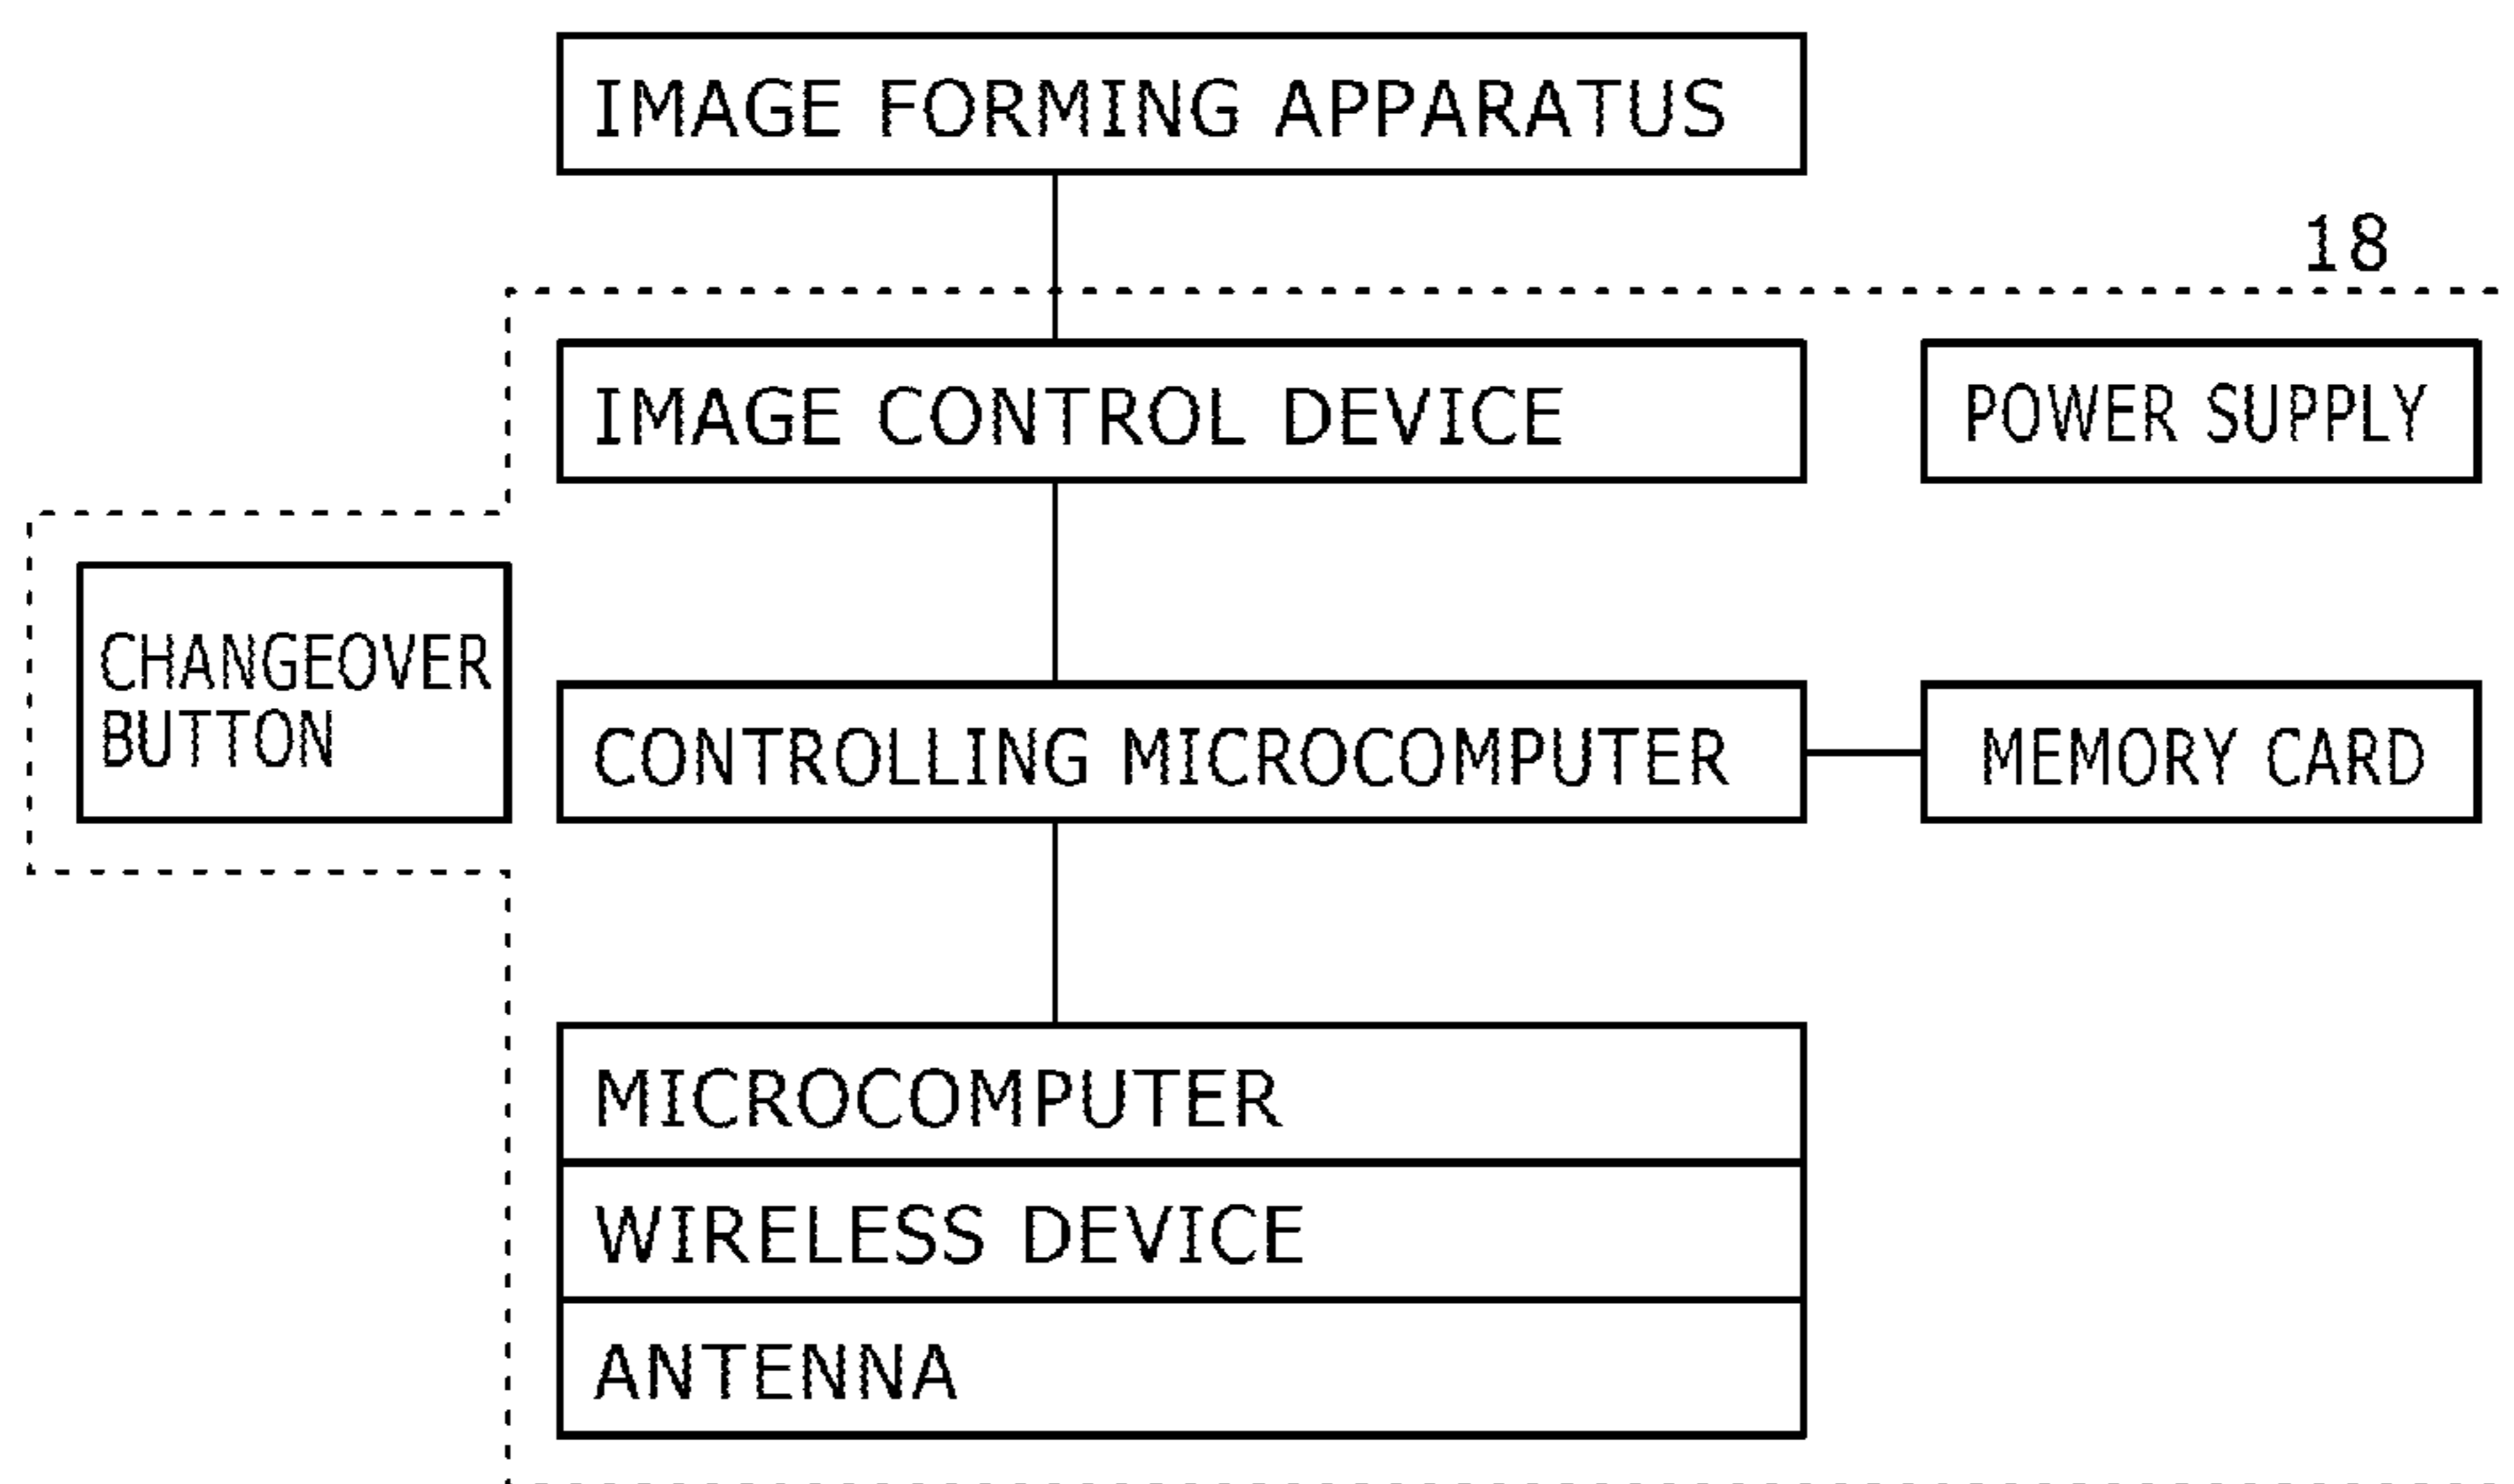 IMAGE FORMING APPARATUS
18
IMAGE CONTROL DEVICE
POWER SUPPLY
CHANGEOVER
BUTTON
CONTROLLING MICROCOMPUTER
MEMORY CARD
MICROCOMPUTER
WIRELESS DEVICE
ANTENNA